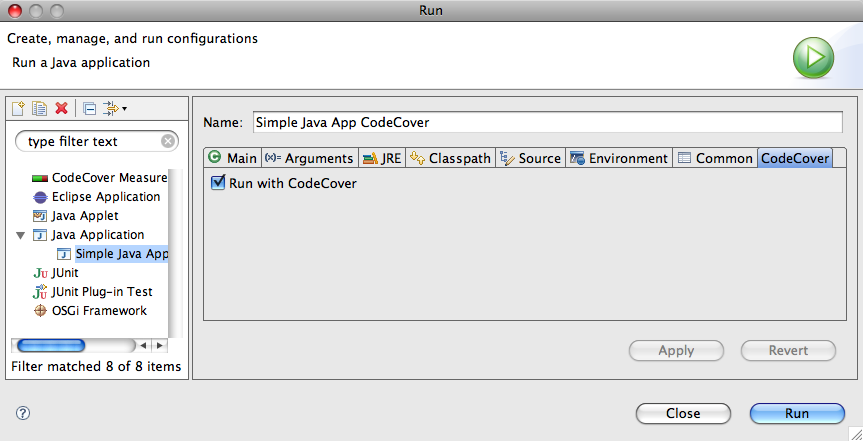 Run
Create, manage, and run configurations
Run a Java application
type filter text
CodeCover Measure
Eclipse Application
Java Applet
Java Application
Simple Java App
JUnit
JUnit Plug-in Test
OSGi Framework
Filter matched 8 of 8 items
Name: Simple Java App CodeCover
Main (x)= Arguments JRE Classpath Source Environment Common CodeCover
Run with CodeCover
Apply Revert
? Close Run